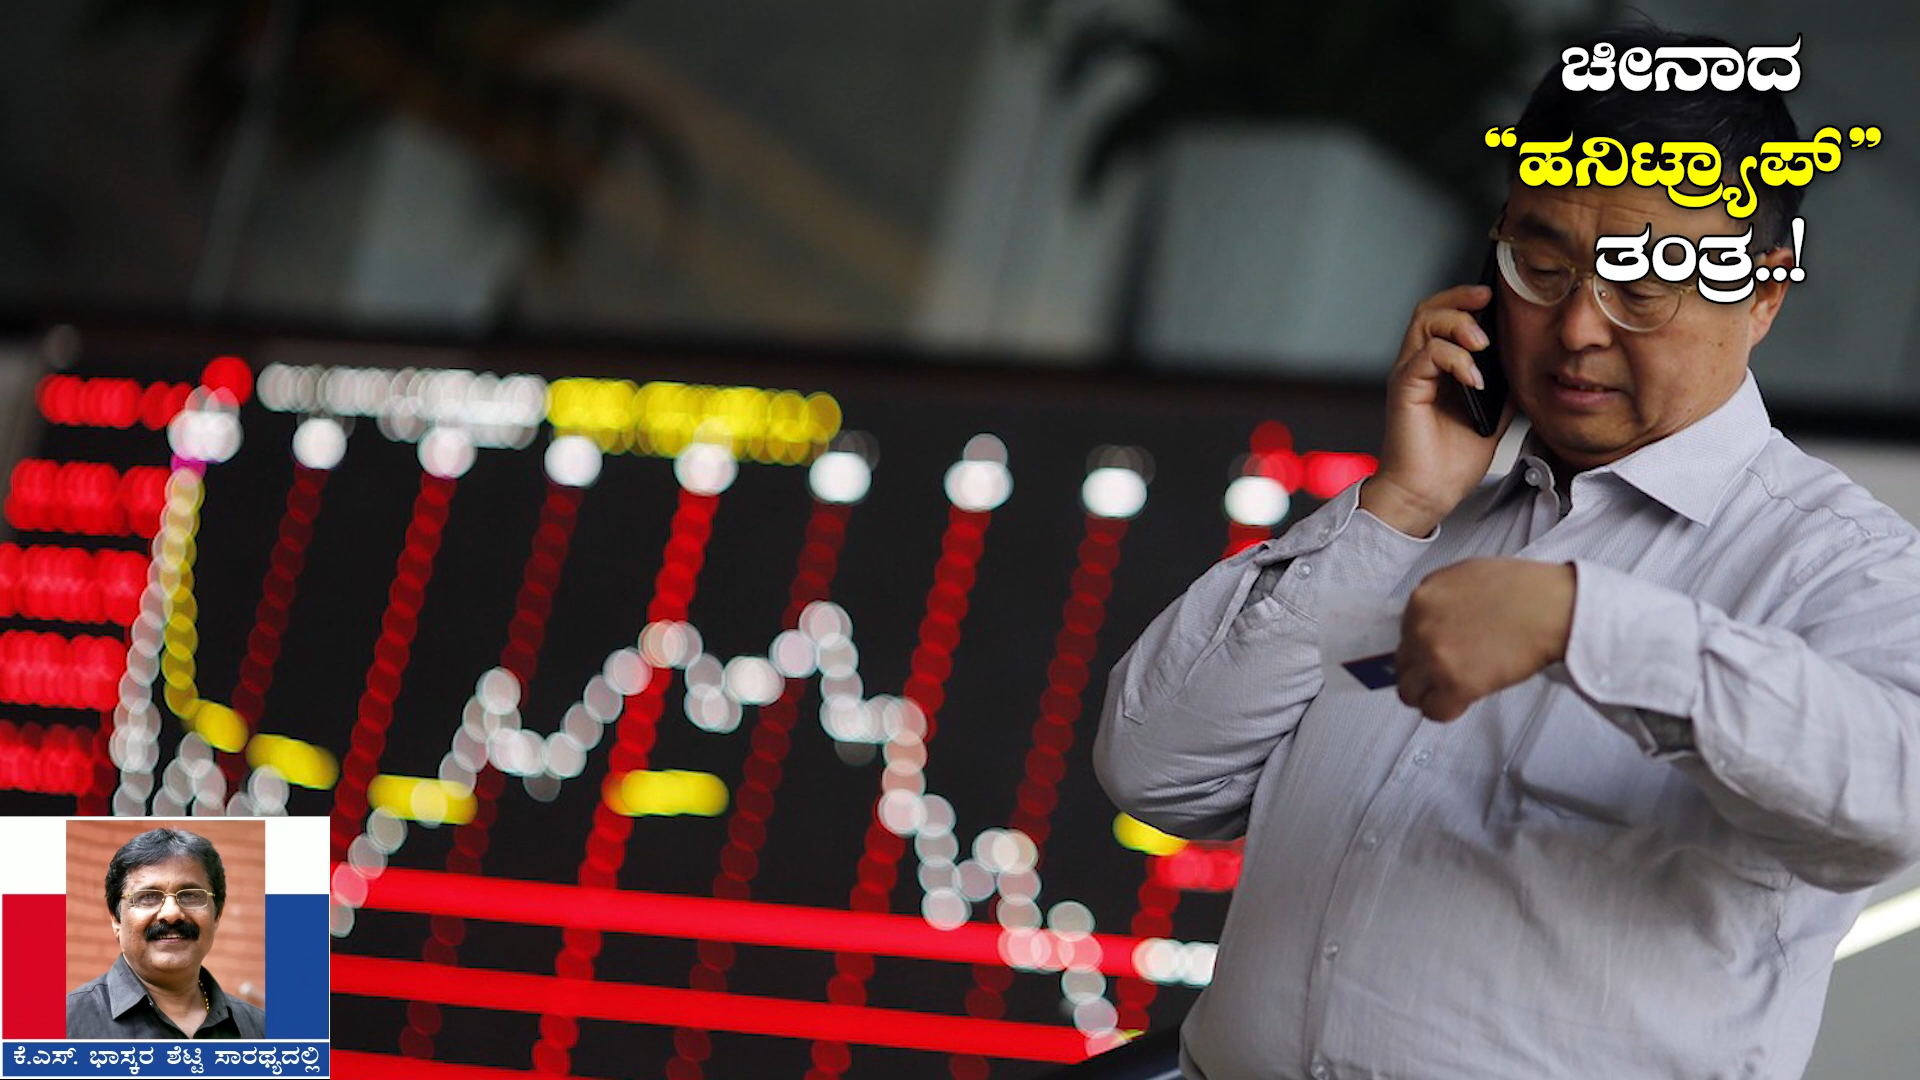 ಚೀನಾದ
“ಹನಿಟ್ರ್ಯಾಪ್”
ತಂತ್ರ..!
ಕೆ.ಎಸ್. ಭಾಸ್ಕರ ಶೆಟ್ಟಿ ಸಾರಥ್ಯದಲ್ಲಿ